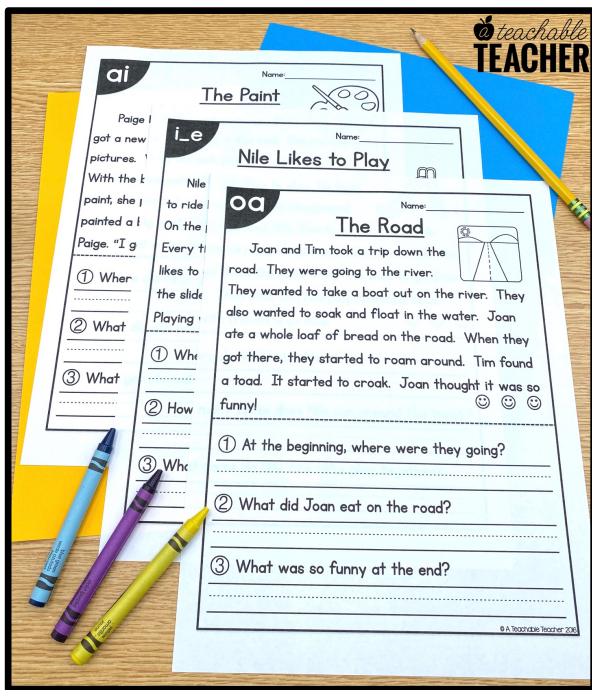 a teachable
TEACHER
ai
Name:
The Paint
Paige
got a new
pictures.
With the
paint, she
painted a
Paige. "I g
① Wher
② What
③ What
i_e
Name:
Nile Likes to Play
Nile
to ride
On the
Every
likes to
the slide
Playing
① Whe
② How
③ Who
oa
Name:
The Road
Joan and Tim took a trip down the
road. They were going to the river.
They wanted to take a boat out on the river. They
also wanted to soak and float in the water. Joan
ate a whole loaf of bread on the road. When they
got there, they started to roam around. Tim found
a toad. It started to croak. Joan thought it was so
funny!
① At the beginning, where were they going?
② What did Joan eat on the road?
③ What was so funny at the end?
© A Teachable Teacher 2016